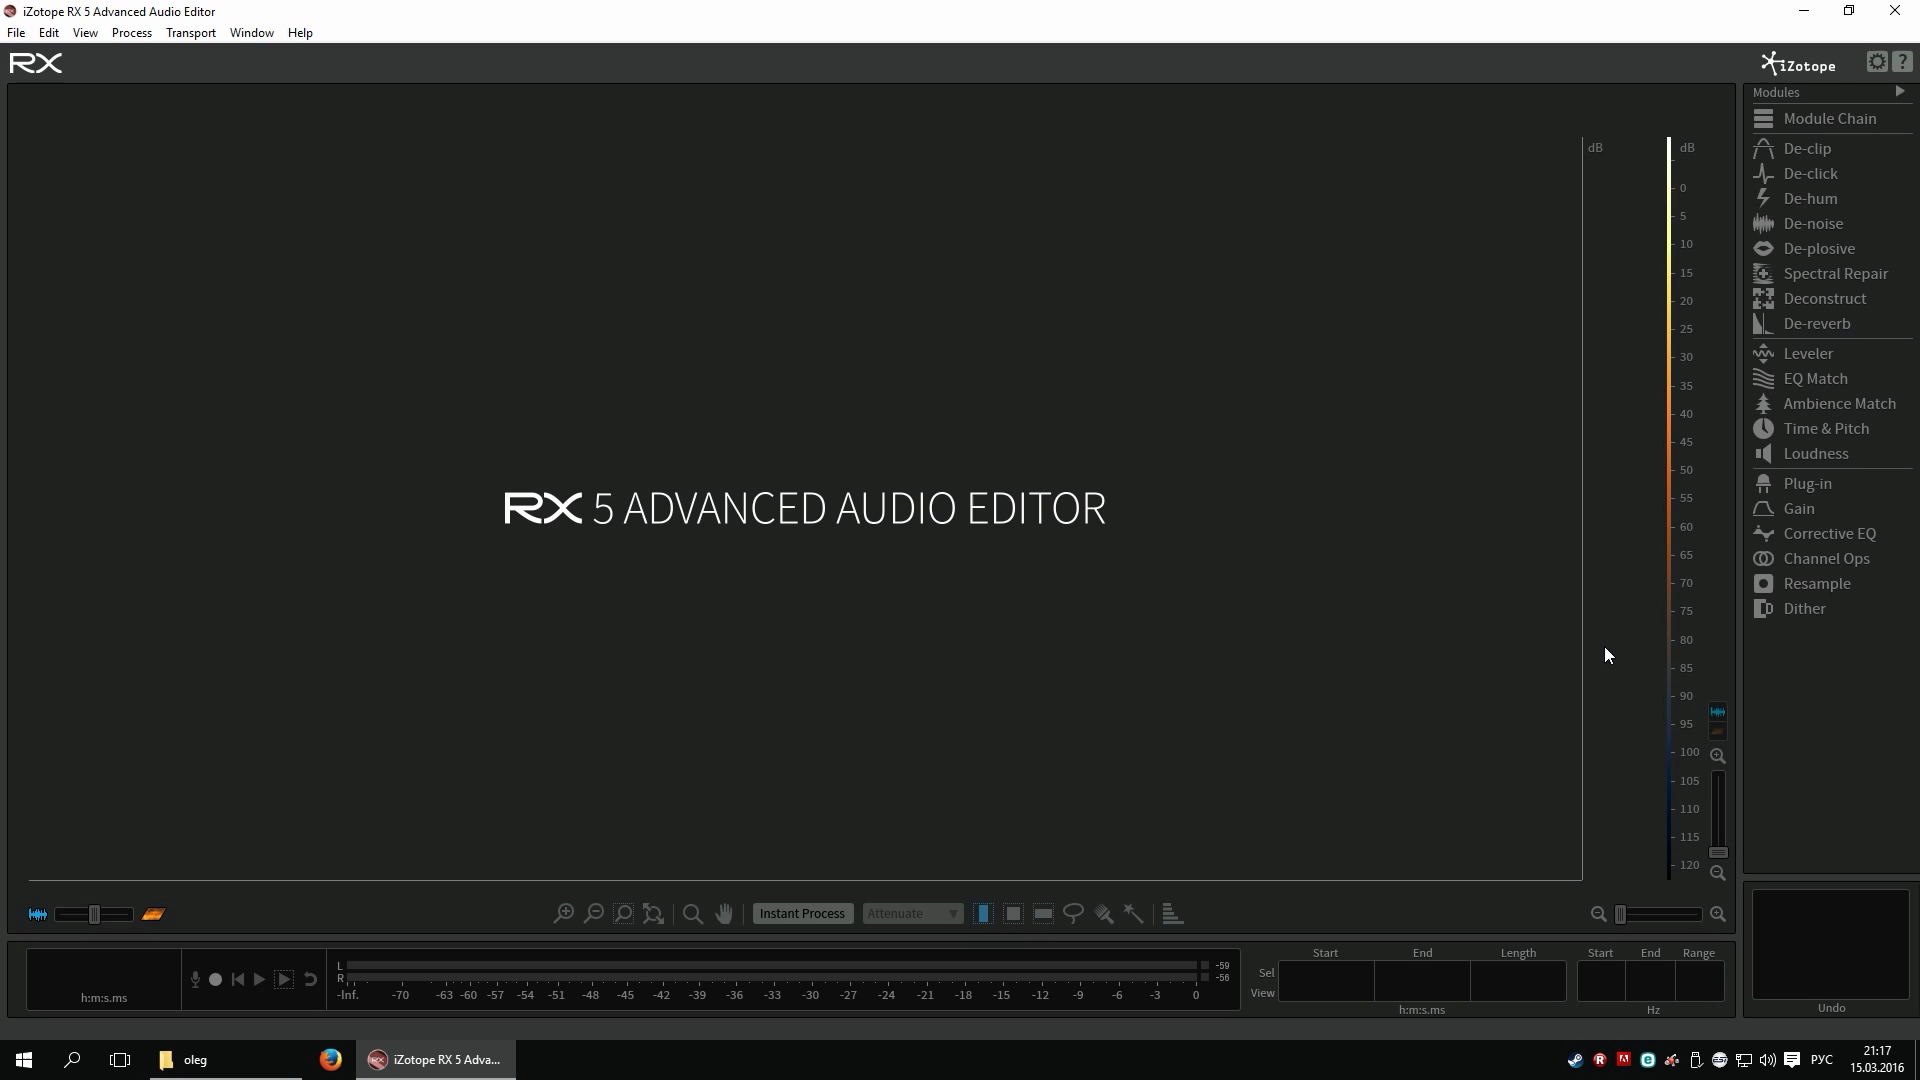 iZotope RX 5 Advanced Audio Editor
File Edit View Process Transport Window Help
RX
iZotope
?
Modules
Module Chain
De-clip
De-click
De-hum
De-noise
De-plosive
Spectral Repair
Deconstruct
De-reverb
Leveler
EQ Match
Ambience Match
Time & Pitch
Loudness
Plug-in
Gain
Corrective EQ
Channel Ops
Resample
Dither
dB
dB
0
5
10
15
20
25
30
35
40
45
50
55
60
65
70
75
80
85
90
95
100
105
110
115
120
RX 5 ADVANCED AUDIO EDITOR
Instant Process Attenuate
h:m:s.ms
L -59
R -56
-Inf. -70 -63 -60 -57 -54 -51 -48 -45 -42 -39 -36 -33 -30 -27 -24 -21 -18 -15 -12 -9 -6 -3 0
Start End Length Start End Range
Sel
View
h:m:s.ms Hz
Undo
oleg
iZotope RX 5 Adva...
РУС
21:17
15.03.2016